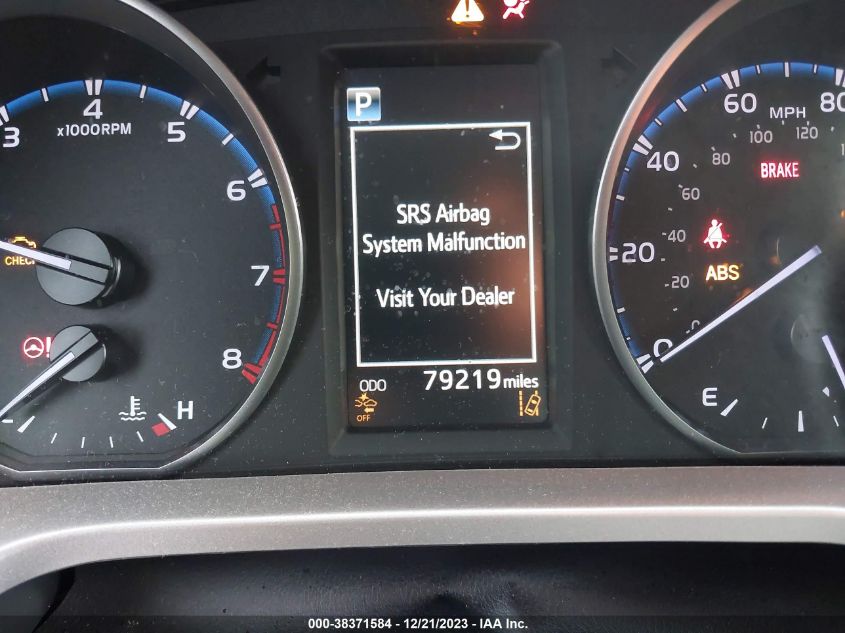 3
4
5
6
7
8
x1000RPM
CHECK
H
P
SRS Airbag
System Malfunction
Visit Your Dealer
ODO 79219 miles
OFF
0
20
40
60
80
MPH
0
20
40
60
80
100
120
BRAKE
ABS
E
000-38371584 - 12/21/2023 - IAA Inc.